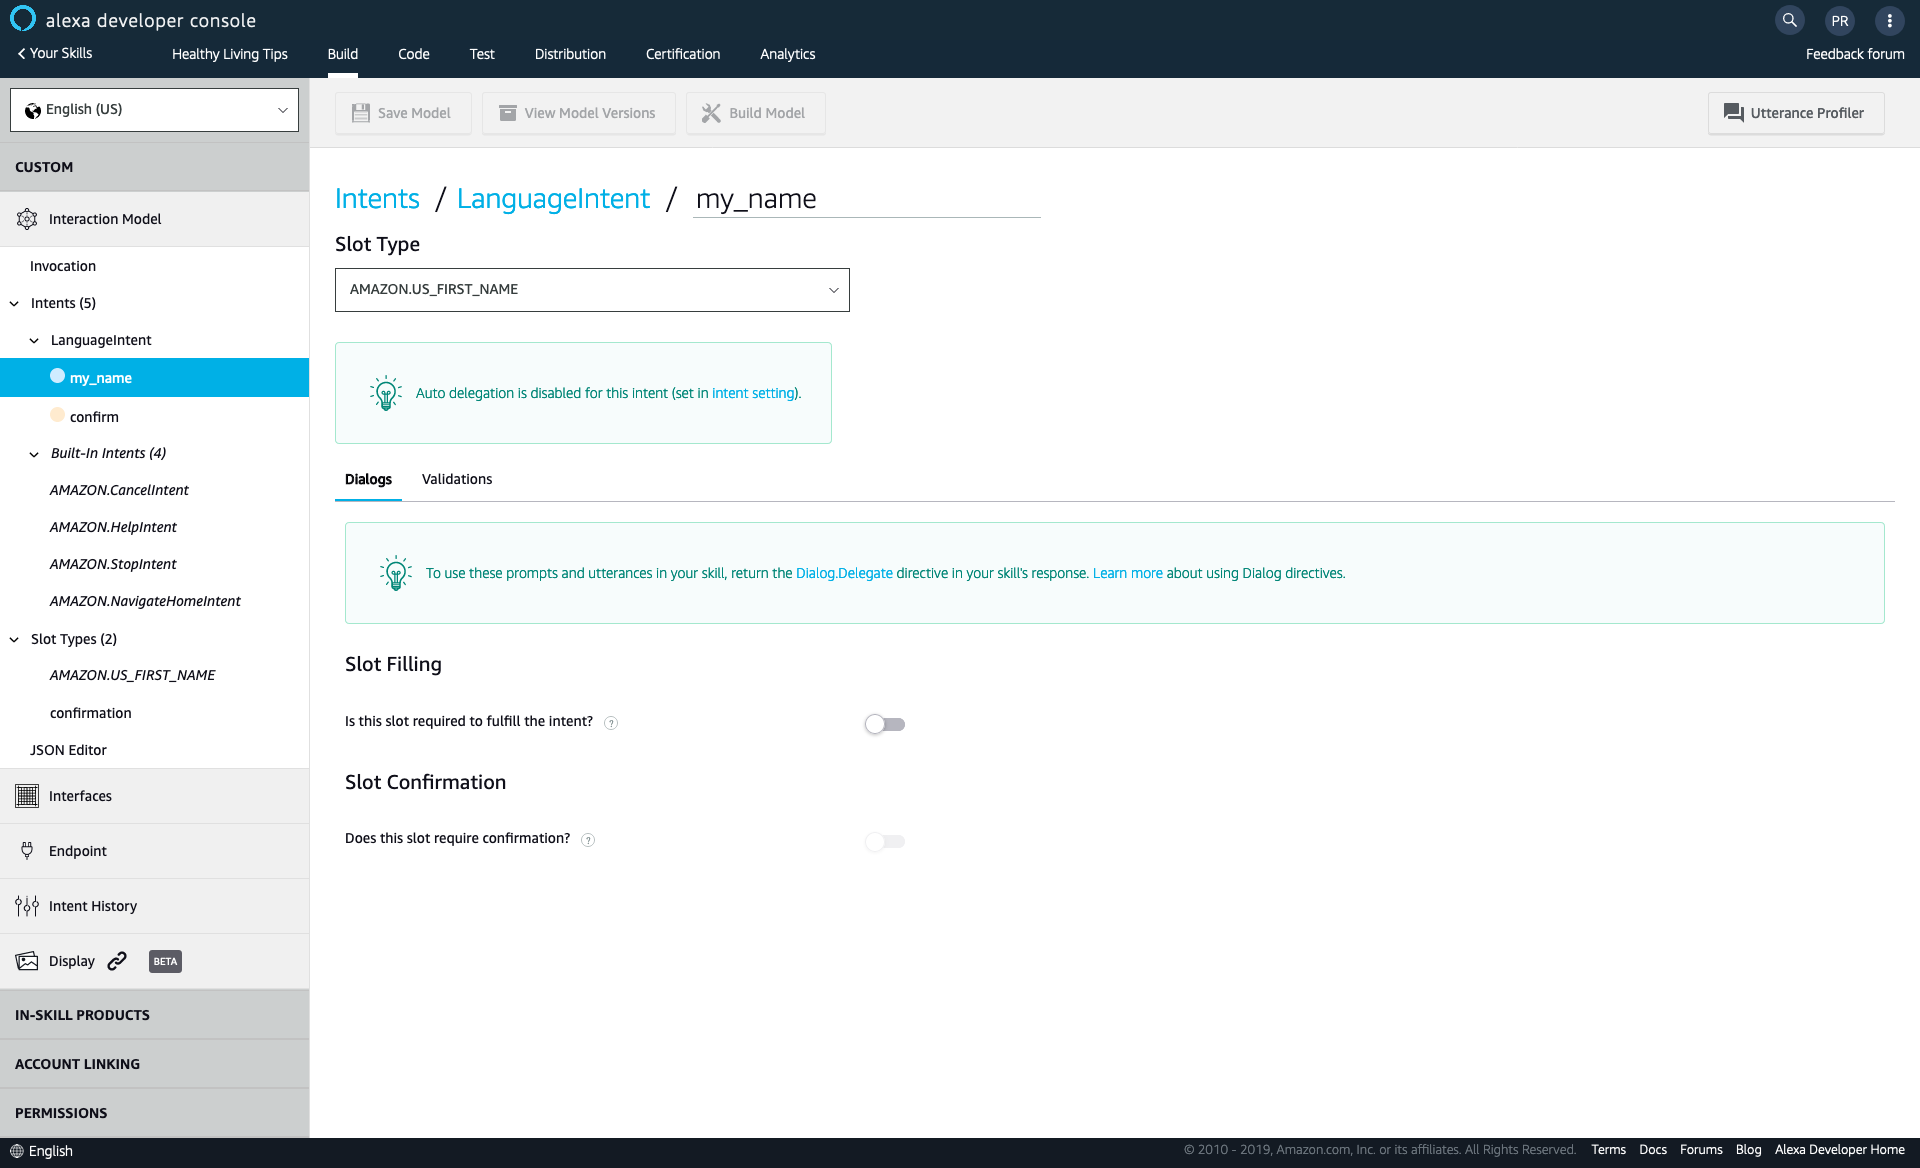 alexa developer console
PR
Your Skills
Healthy Living Tips
Build
Code
Test
Distribution
Certification
Analytics
Feedback forum
English (US)
Save Model
View Model Versions
Build Model
Utterance Profiler
CUSTOM
Interaction Model
Invocation
Intents (5)
LanguageIntent
my_name
confirm
Built-In Intents (4)
AMAZON.CancelIntent
AMAZON.HelpIntent
AMAZON.StopIntent
AMAZON.NavigateHomeIntent
Slot Types (2)
AMAZON.US_FIRST_NAME
confirmation
JSON Editor
Interfaces
Endpoint
Intent History
Display
BETA
IN-SKILL PRODUCTS
ACCOUNT LINKING
PERMISSIONS
Intents / LanguageIntent / my_name
Slot Type
AMAZON.US_FIRST_NAME
Auto delegation is disabled for this intent (set in intent setting).
Dialogs
Validations
To use these prompts and utterances in your skill, return the Dialog.Delegate directive in your skill's response. Learn more about using Dialog directives.
Slot Filling
Is this slot required to fulfill the intent? ?
Slot Confirmation
Does this slot require confirmation? ?
English
© 2010 - 2019, Amazon.com, Inc. or its affiliates. All Rights Reserved.
Terms
Docs
Forums
Blog
Alexa Developer Home